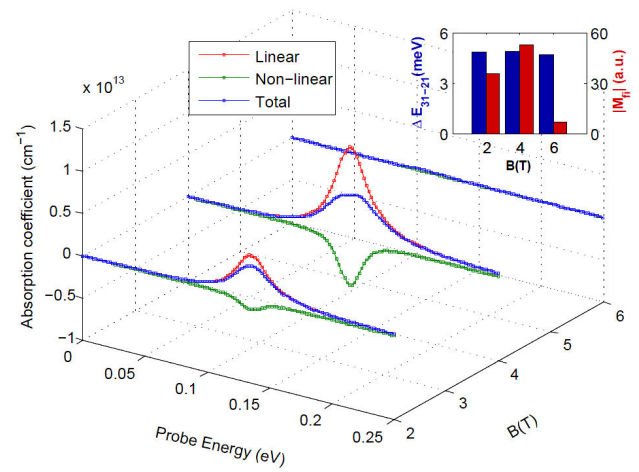 6
3
0
Δ E31−21(meV)
60
30
0
|Mfi| (a.u.)
2 4 6
B(T)
Linear
Non−linear
Total
x 10^13
1.5
1
0.5
0
−0.5
−1
Absorption coefficient (cm−1)
0
0.05
0.1
0.15
0.2
0.25
Probe Energy (eV)
2
3
4
5
6
B(T)